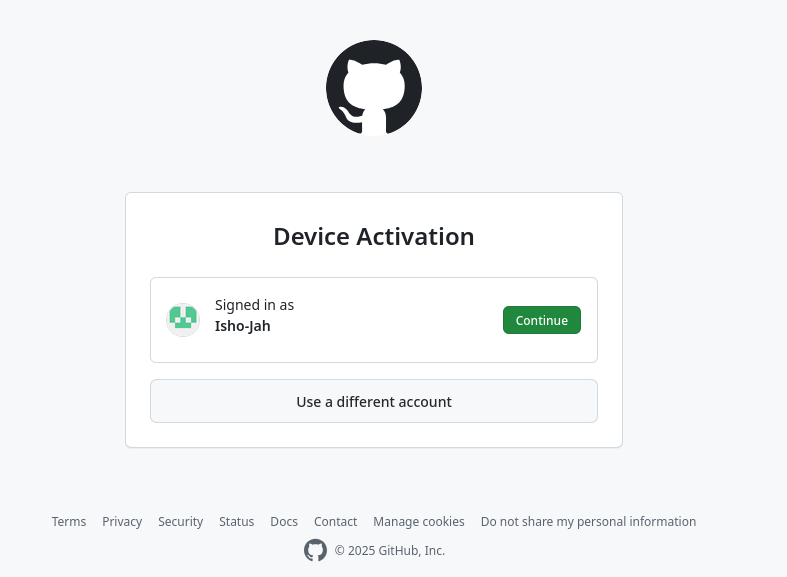 Device Activation
Signed in as
Isho-Jah
Continue
Use a different account
Terms Privacy Security Status Docs Contact Manage cookies Do not share my personal information
© 2025 GitHub, Inc.